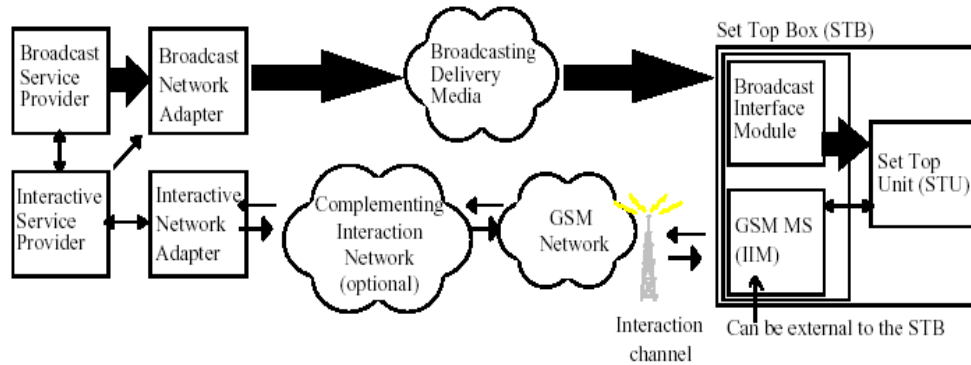 Set Top Box (STB)
Broadcast
Service
Provider
Broadcast
Network
Adapter
Broadcasting
Delivery
Media
Broadcast
Interface
Module
Set Top
Unit (STU)
Interactive
Service
Provider
Interactive
Network
Adapter
Complementing
Interaction
Network
(optional)
GSM
Network
GSM MS
(IIM)
Interaction
channel
Can be external to the STB